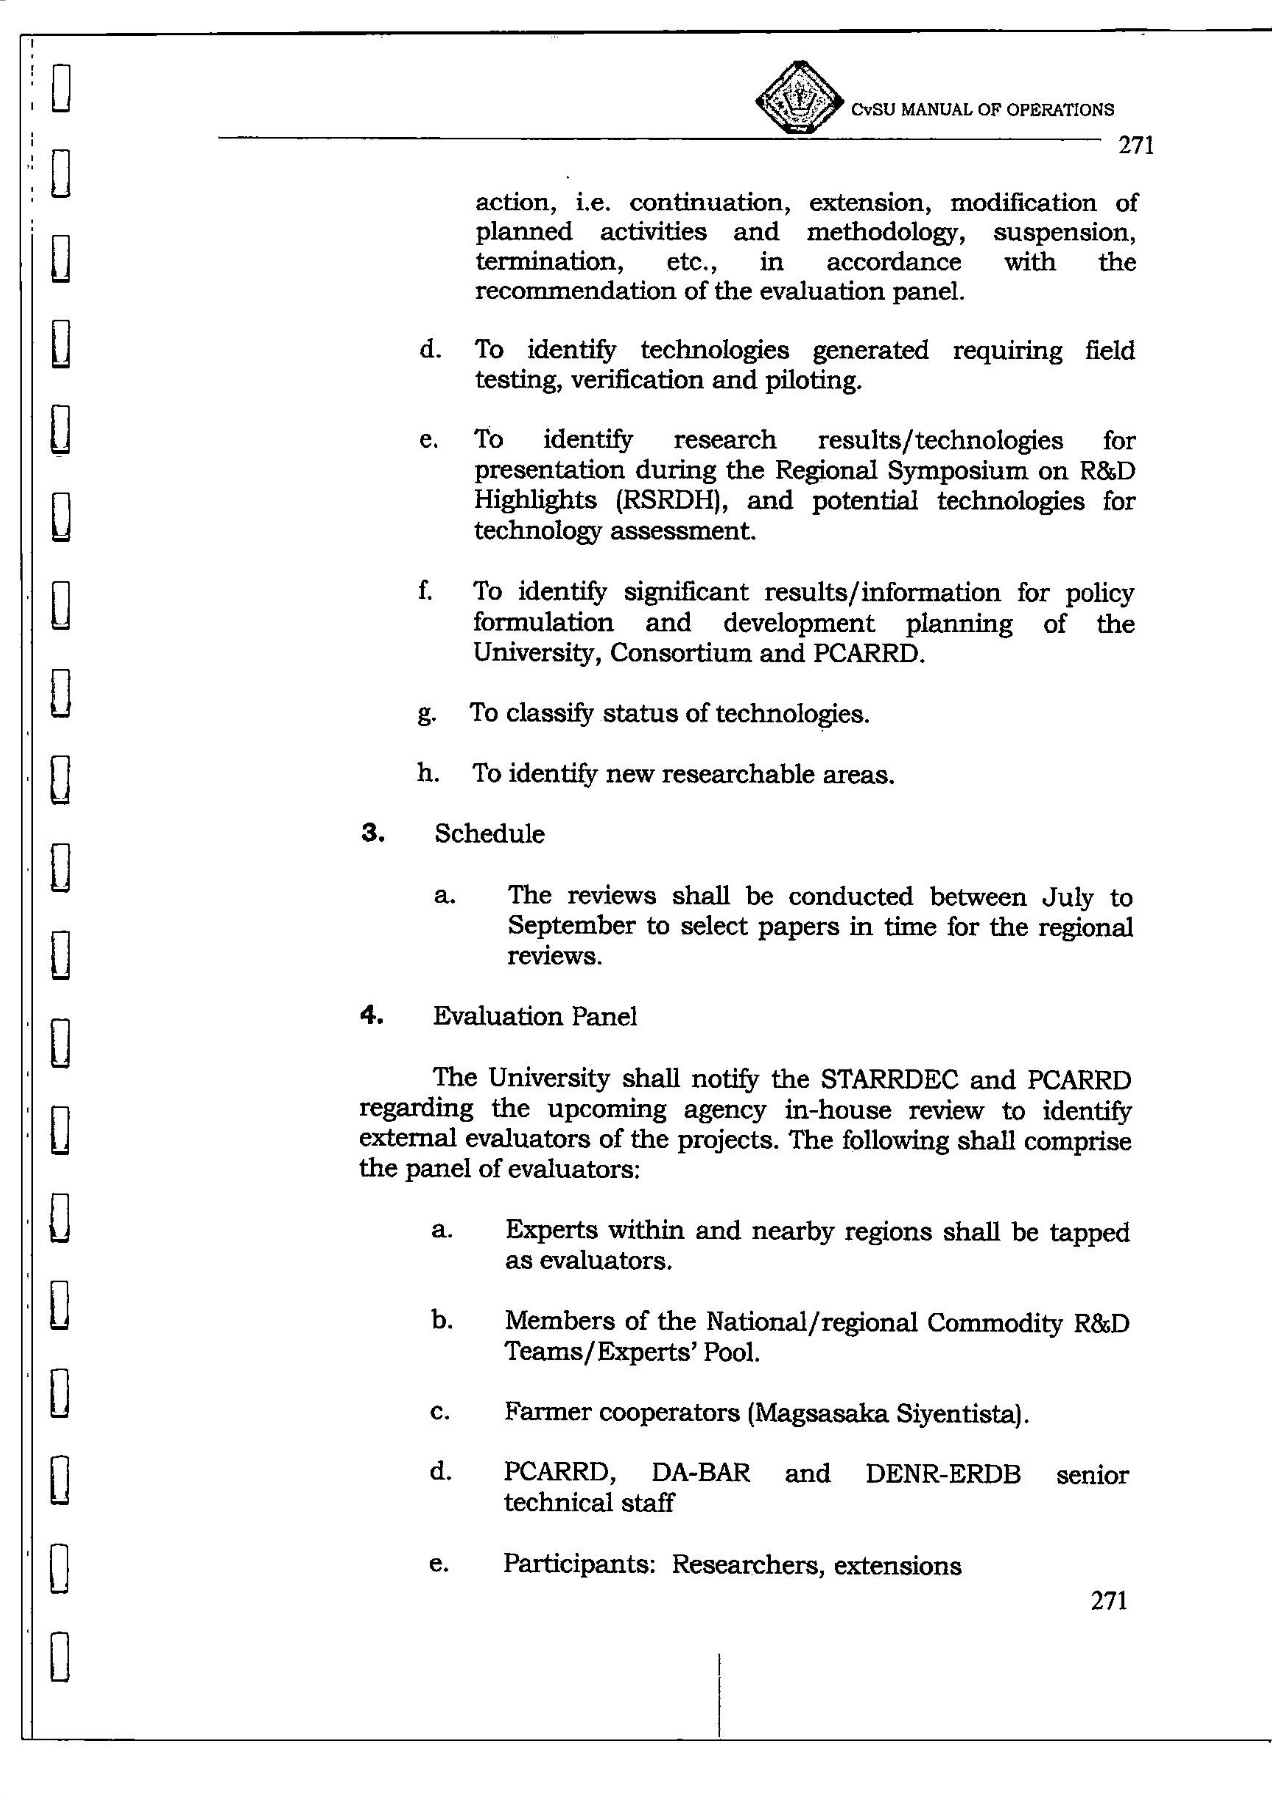 CvSU MANUAL OF OPERATIONS
271
action, i.e. continuation, extension, modification of
planned activities and methodology, suspension,
termination, etc., in accordance with the
recommendation of the evaluation panel.
d. To identify technologies generated requiring field
testing, verification and piloting.
e. To identify research results/technologies for
presentation during the Regional Symposium on R&D
Highlights (RSRDH), and potential technologies for
technology assessment.
f. To identify significant results/information for policy
formulation and development planning of the
University, Consortium and PCARRD.
g. To classify status of technologies.
h. To identify new researchable areas.
3. Schedule
a. The reviews shall be conducted between July to
September to select papers in time for the regional
reviews.
4. Evaluation Panel
The University shall notify the STARRDEC and PCARRD
regarding the upcoming agency in-house review to identify
external evaluators of the projects. The following shall comprise
the panel of evaluators:
a. Experts within and nearby regions shall be tapped
as evaluators.
b. Members of the National/regional Commodity R&D
Teams/Experts' Pool.
c. Farmer cooperators (Magsasaka Siyentista).
d. PCARRD, DA-BAR and DENR-ERDB senior
technical staff
e. Participants: Researchers, extensions
271